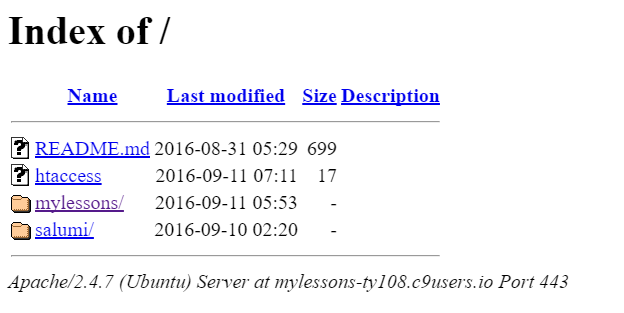 Index of /
Name Last modified Size Description
README.md 2016-08-31 05:29 699
htaccess 2016-09-11 07:11 17
mylessons/ 2016-09-11 05:53 -
salumi/ 2016-09-10 02:20 -
Apache/2.4.7 (Ubuntu) Server at mylessons-ty108.c9users.io Port 443